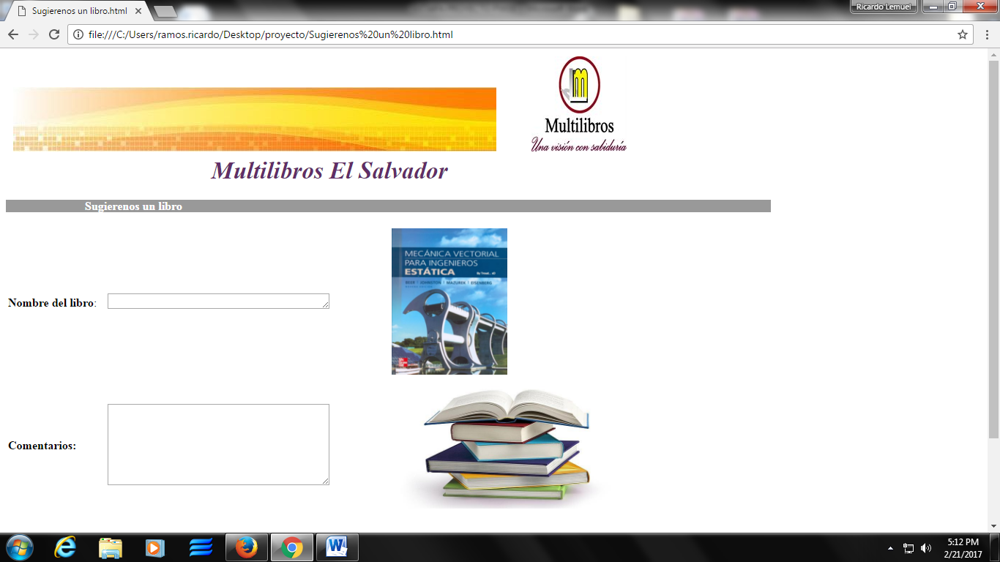 Sugierenos un libro.html
Ricardo Lemuel
file:///C:/Users/ramos.ricardo/Desktop/proyecto/Sugierenos%20un%20libro.html
m
Multilibros
Una visión con sabiduría
Multilibros El Salvador
Sugierenos un libro
MECÁNICA VECTORIAL
PARA INGENIEROS
ESTÁTICA
BEER | JOHNSTON | MAZUREK | EISENBERG
Nombre del libro:
Comentarios:
5:12 PM
2/21/2017